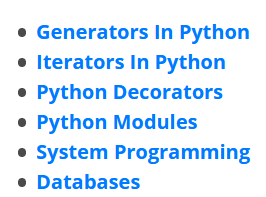 Generators In Python
Iterators In Python
Python Decorators
Python Modules
System Programming
Databases